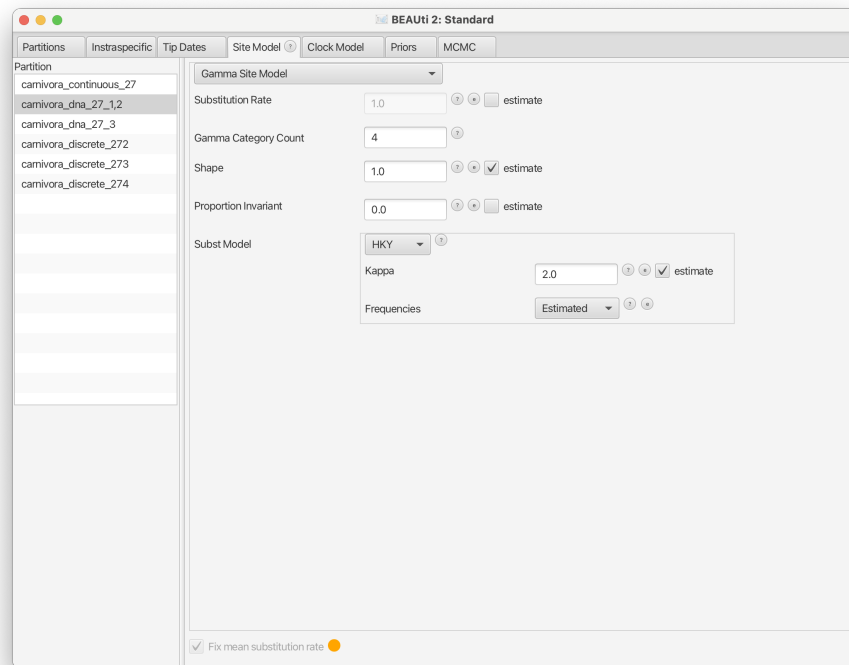 BEAUti 2: Standard
Partitions Instraspecific Tip Dates Site Model ? Clock Model Priors MCMC
Partition
carnivora_continuous_27
carnivora_dna_27_1,2
carnivora_dna_27_3
carnivora_discrete_272
carnivora_discrete_273
carnivora_discrete_274
Gamma Site Model
Substitution Rate 1.0 ? estimate
Gamma Category Count 4 ?
Shape 1.0 ? estimate
Proportion Invariant 0.0 ? estimate
Subst Model HKY ?
Kappa 2.0 ? estimate
Frequencies Estimated ?
Fix mean substitution rate